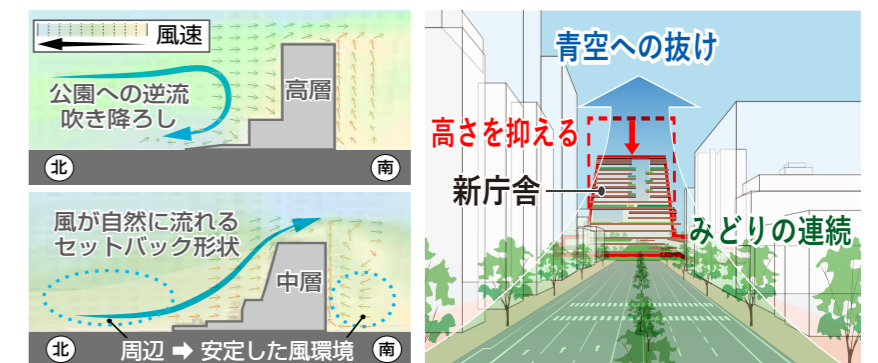 風速
公園への逆流
吹き降ろし
高層
北
南
風が自然に流れる
セットバック形状
中層
北
周辺 ➡ 安定した風環境
南
青空への抜け
高さを抑える
新庁舎
みどりの連続